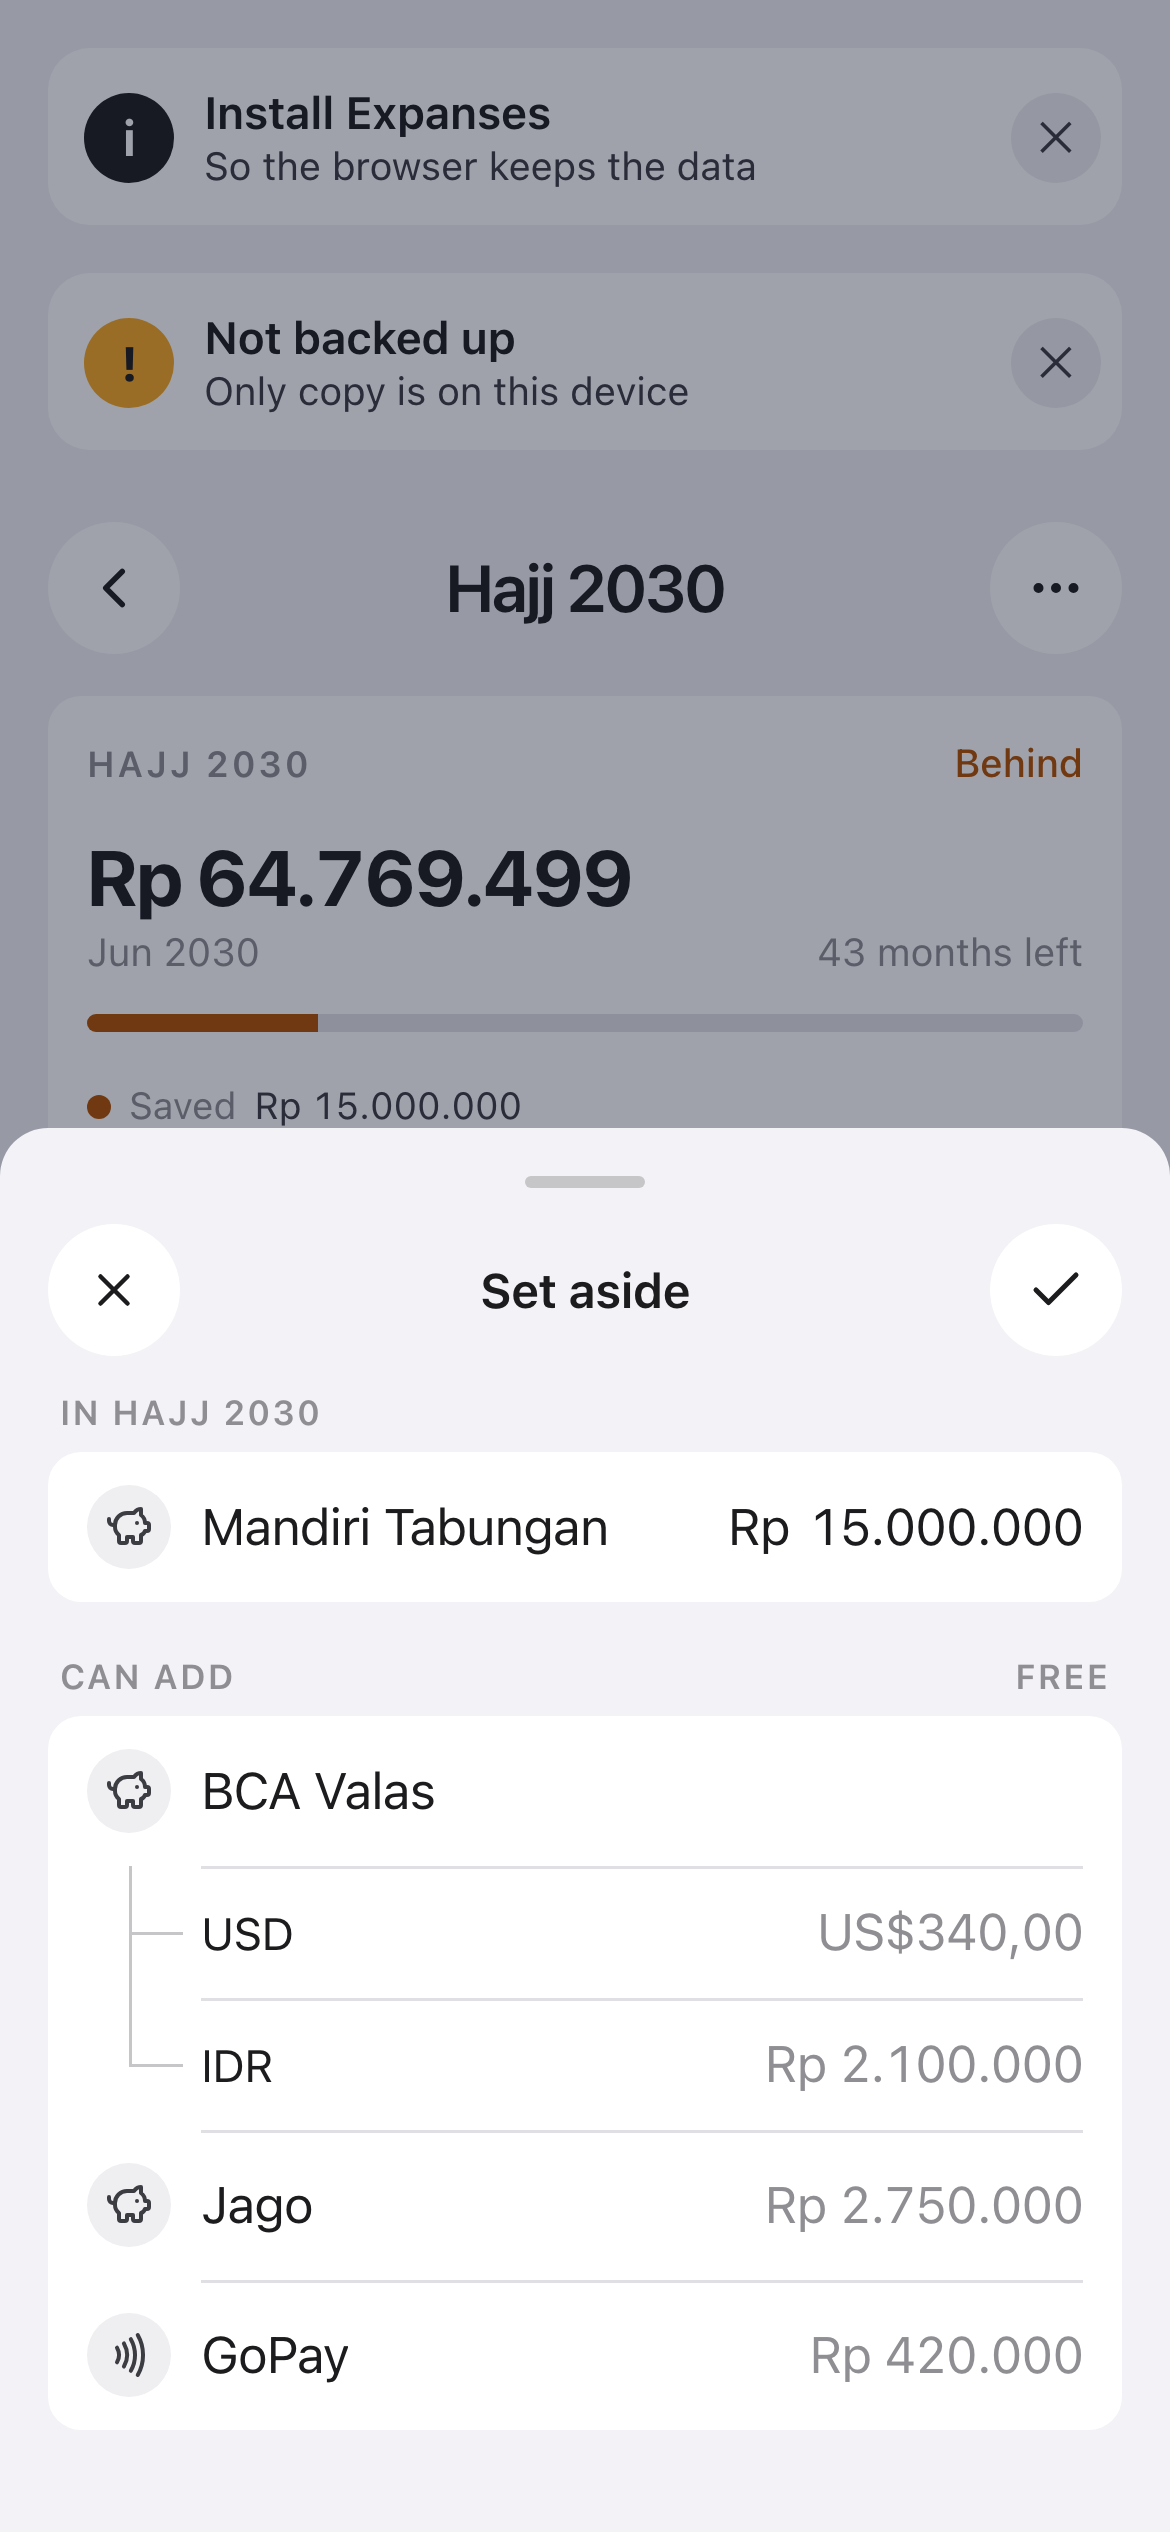 Install Expanses
So the browser keeps the data
Not backed up
Only copy is on this device
Hajj 2030
HAJJ 2030 Behind
Rp 64.769.499
Jun 2030 43 months left
Saved Rp 15.000.000
Set aside
IN HAJJ 2030
Mandiri Tabungan Rp 15.000.000
CAN ADD FREE
BCA Valas
USD US$340,00
IDR Rp 2.100.000
Jago Rp 2.750.000
GoPay Rp 420.000